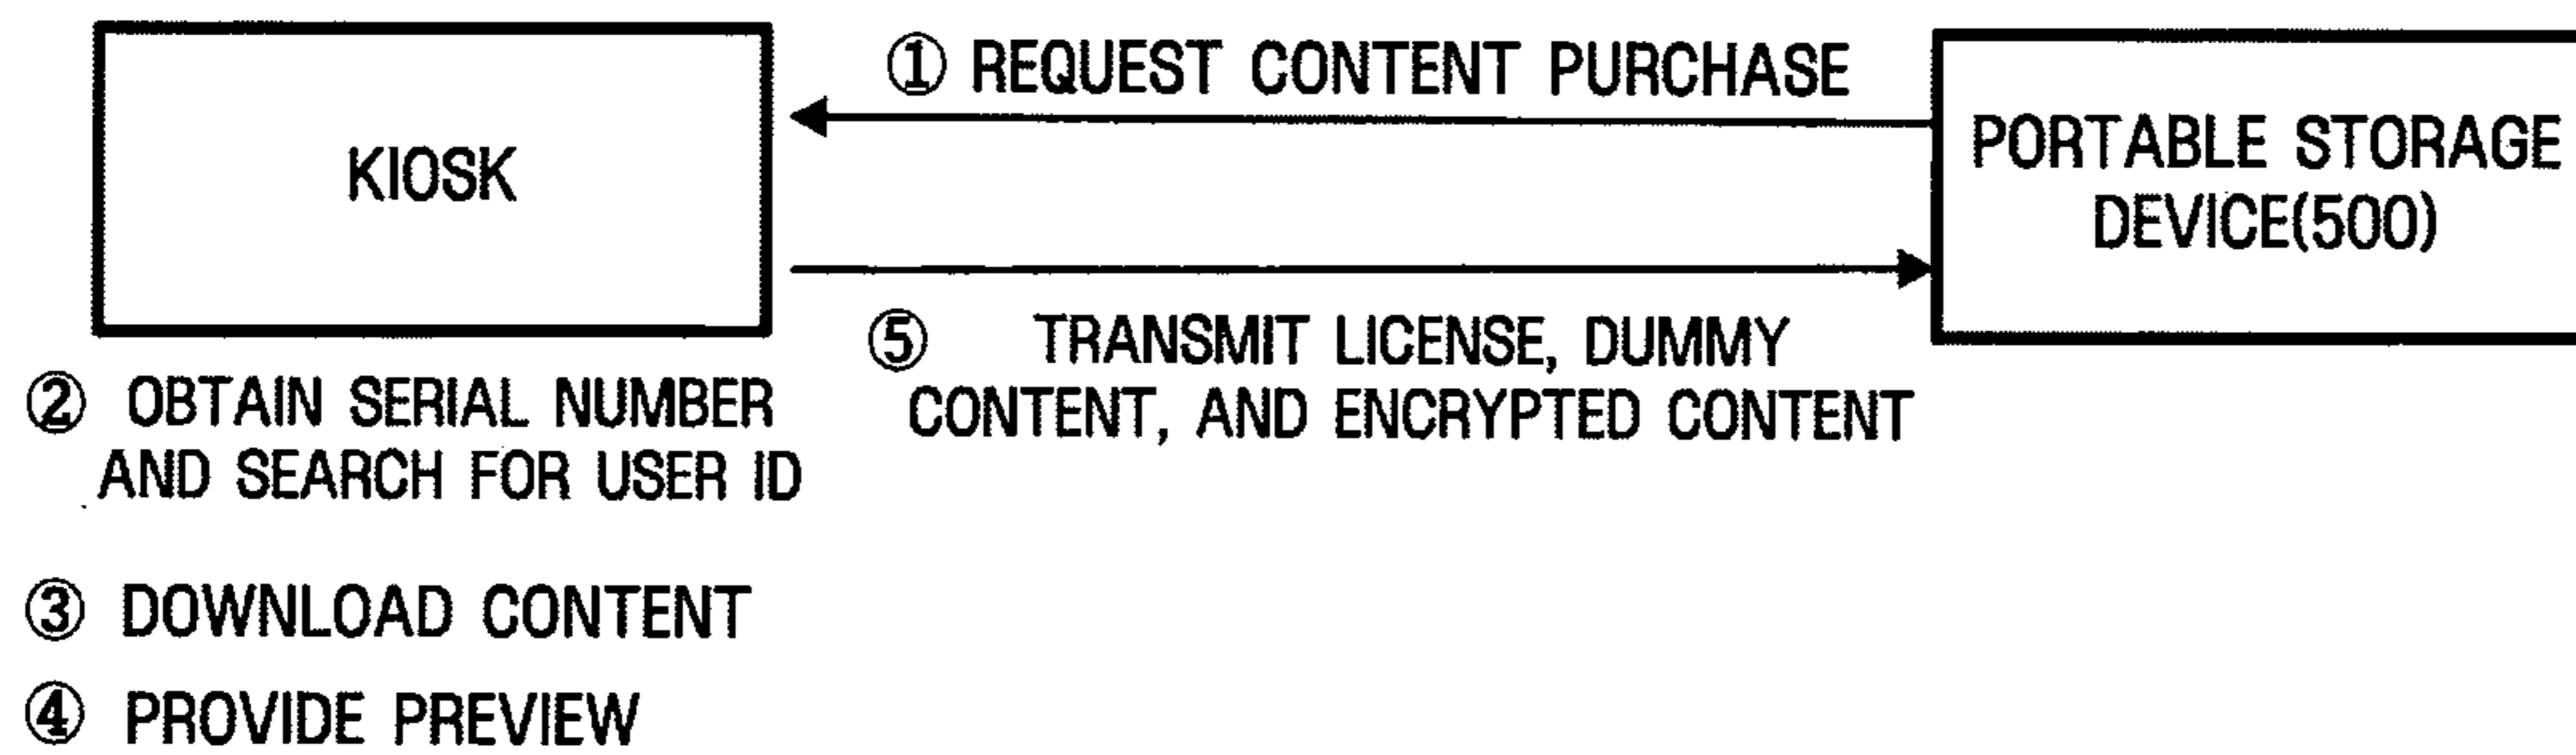 KIOSK
① REQUEST CONTENT PURCHASE
PORTABLE STORAGE
DEVICE(500)
⑤ TRANSMIT LICENSE, DUMMY
CONTENT, AND ENCRYPTED CONTENT
② OBTAIN SERIAL NUMBER
AND SEARCH FOR USER ID
③ DOWNLOAD CONTENT
④ PROVIDE PREVIEW